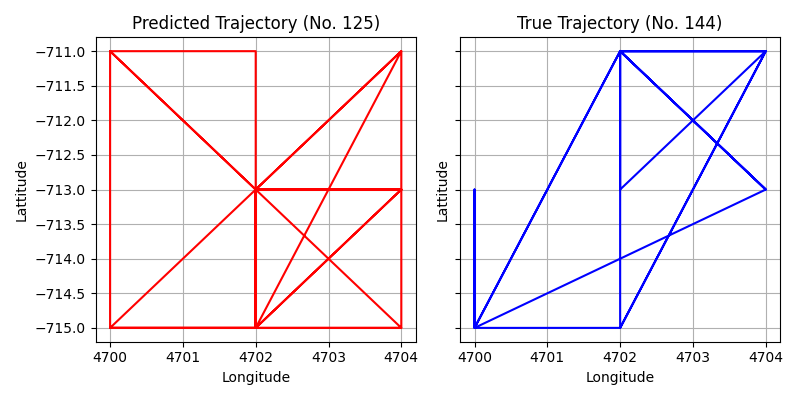 Predicted Trajectory (No. 125)
True Trajectory (No. 144)
Lattitude
−711.0
−711.5
−712.0
−712.5
−713.0
−713.5
−714.0
−714.5
−715.0
4700 4701 4702 4703 4704
Longitude
Lattitude
4700 4701 4702 4703 4704
Longitude